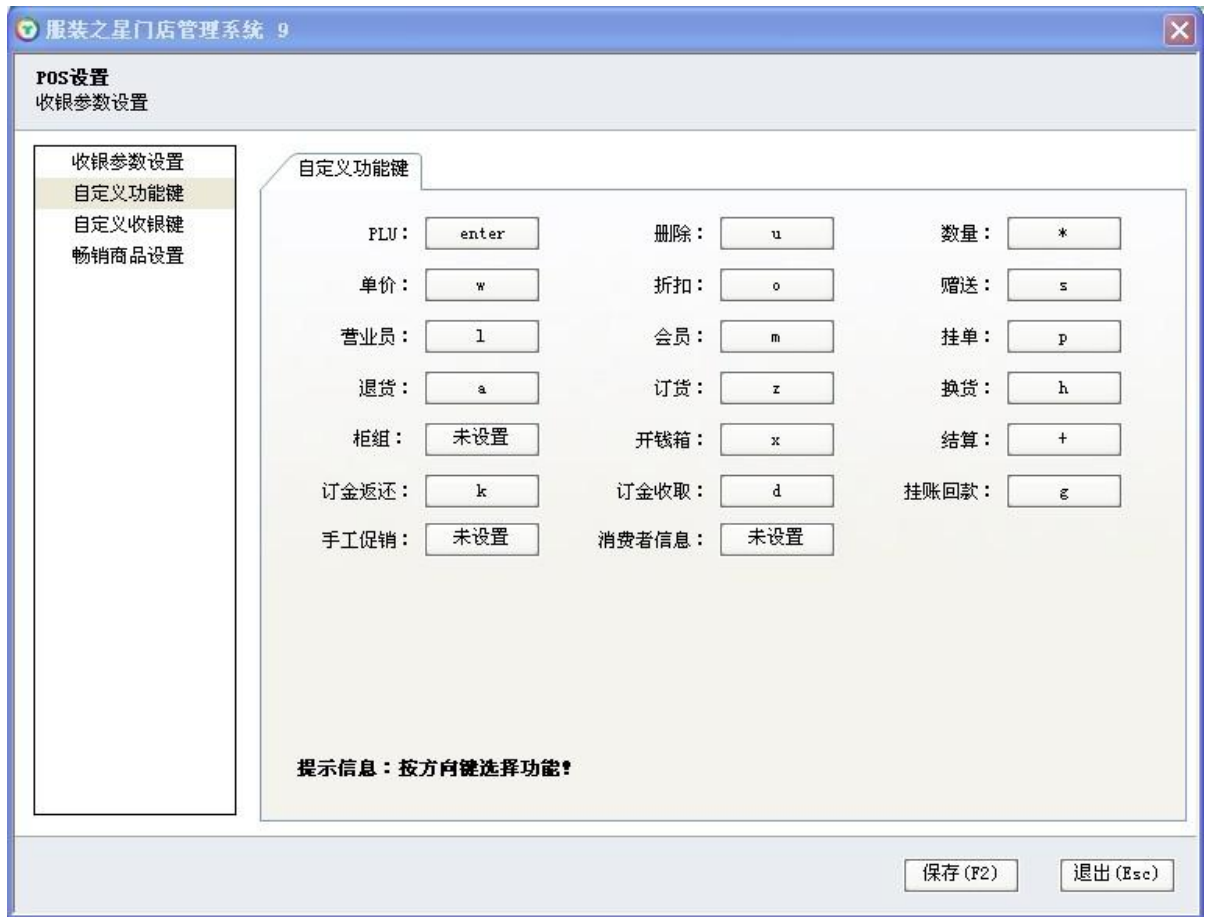 服装之星门店管理系统 9
POS设置
收银参数设置
收银参数设置
自定义功能键
自定义收银键
畅销商品设置
自定义功能键
PLU： enter 删除： u 数量： *
单价： w 折扣： o 赠送： s
营业员： l 会员： m 挂单： p
退货： a 订货： z 换货： h
柜组： 未设置 开钱箱： x 结算： +
订金返还： k 订金收取： d 挂账回款： g
手工促销： 未设置 消费者信息： 未设置
提示信息：按方向键选择功能！
保存(F2) 退出(Esc)